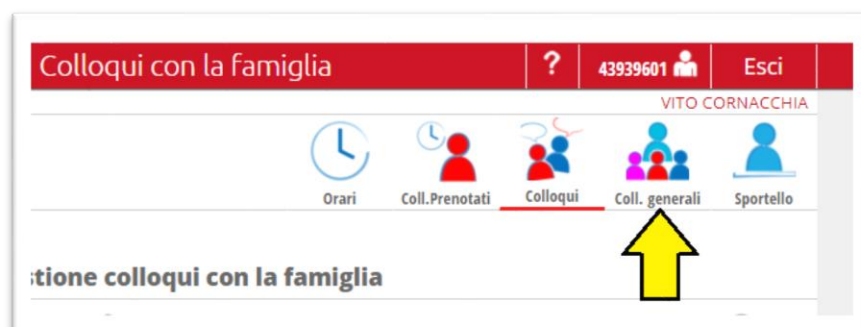 Colloqui con la famiglia ? 43939601 Esci
VITO CORNACCHIA
Orari Coll.Prenotati Colloqui Coll. generali Sportello
stione colloqui con la famiglia